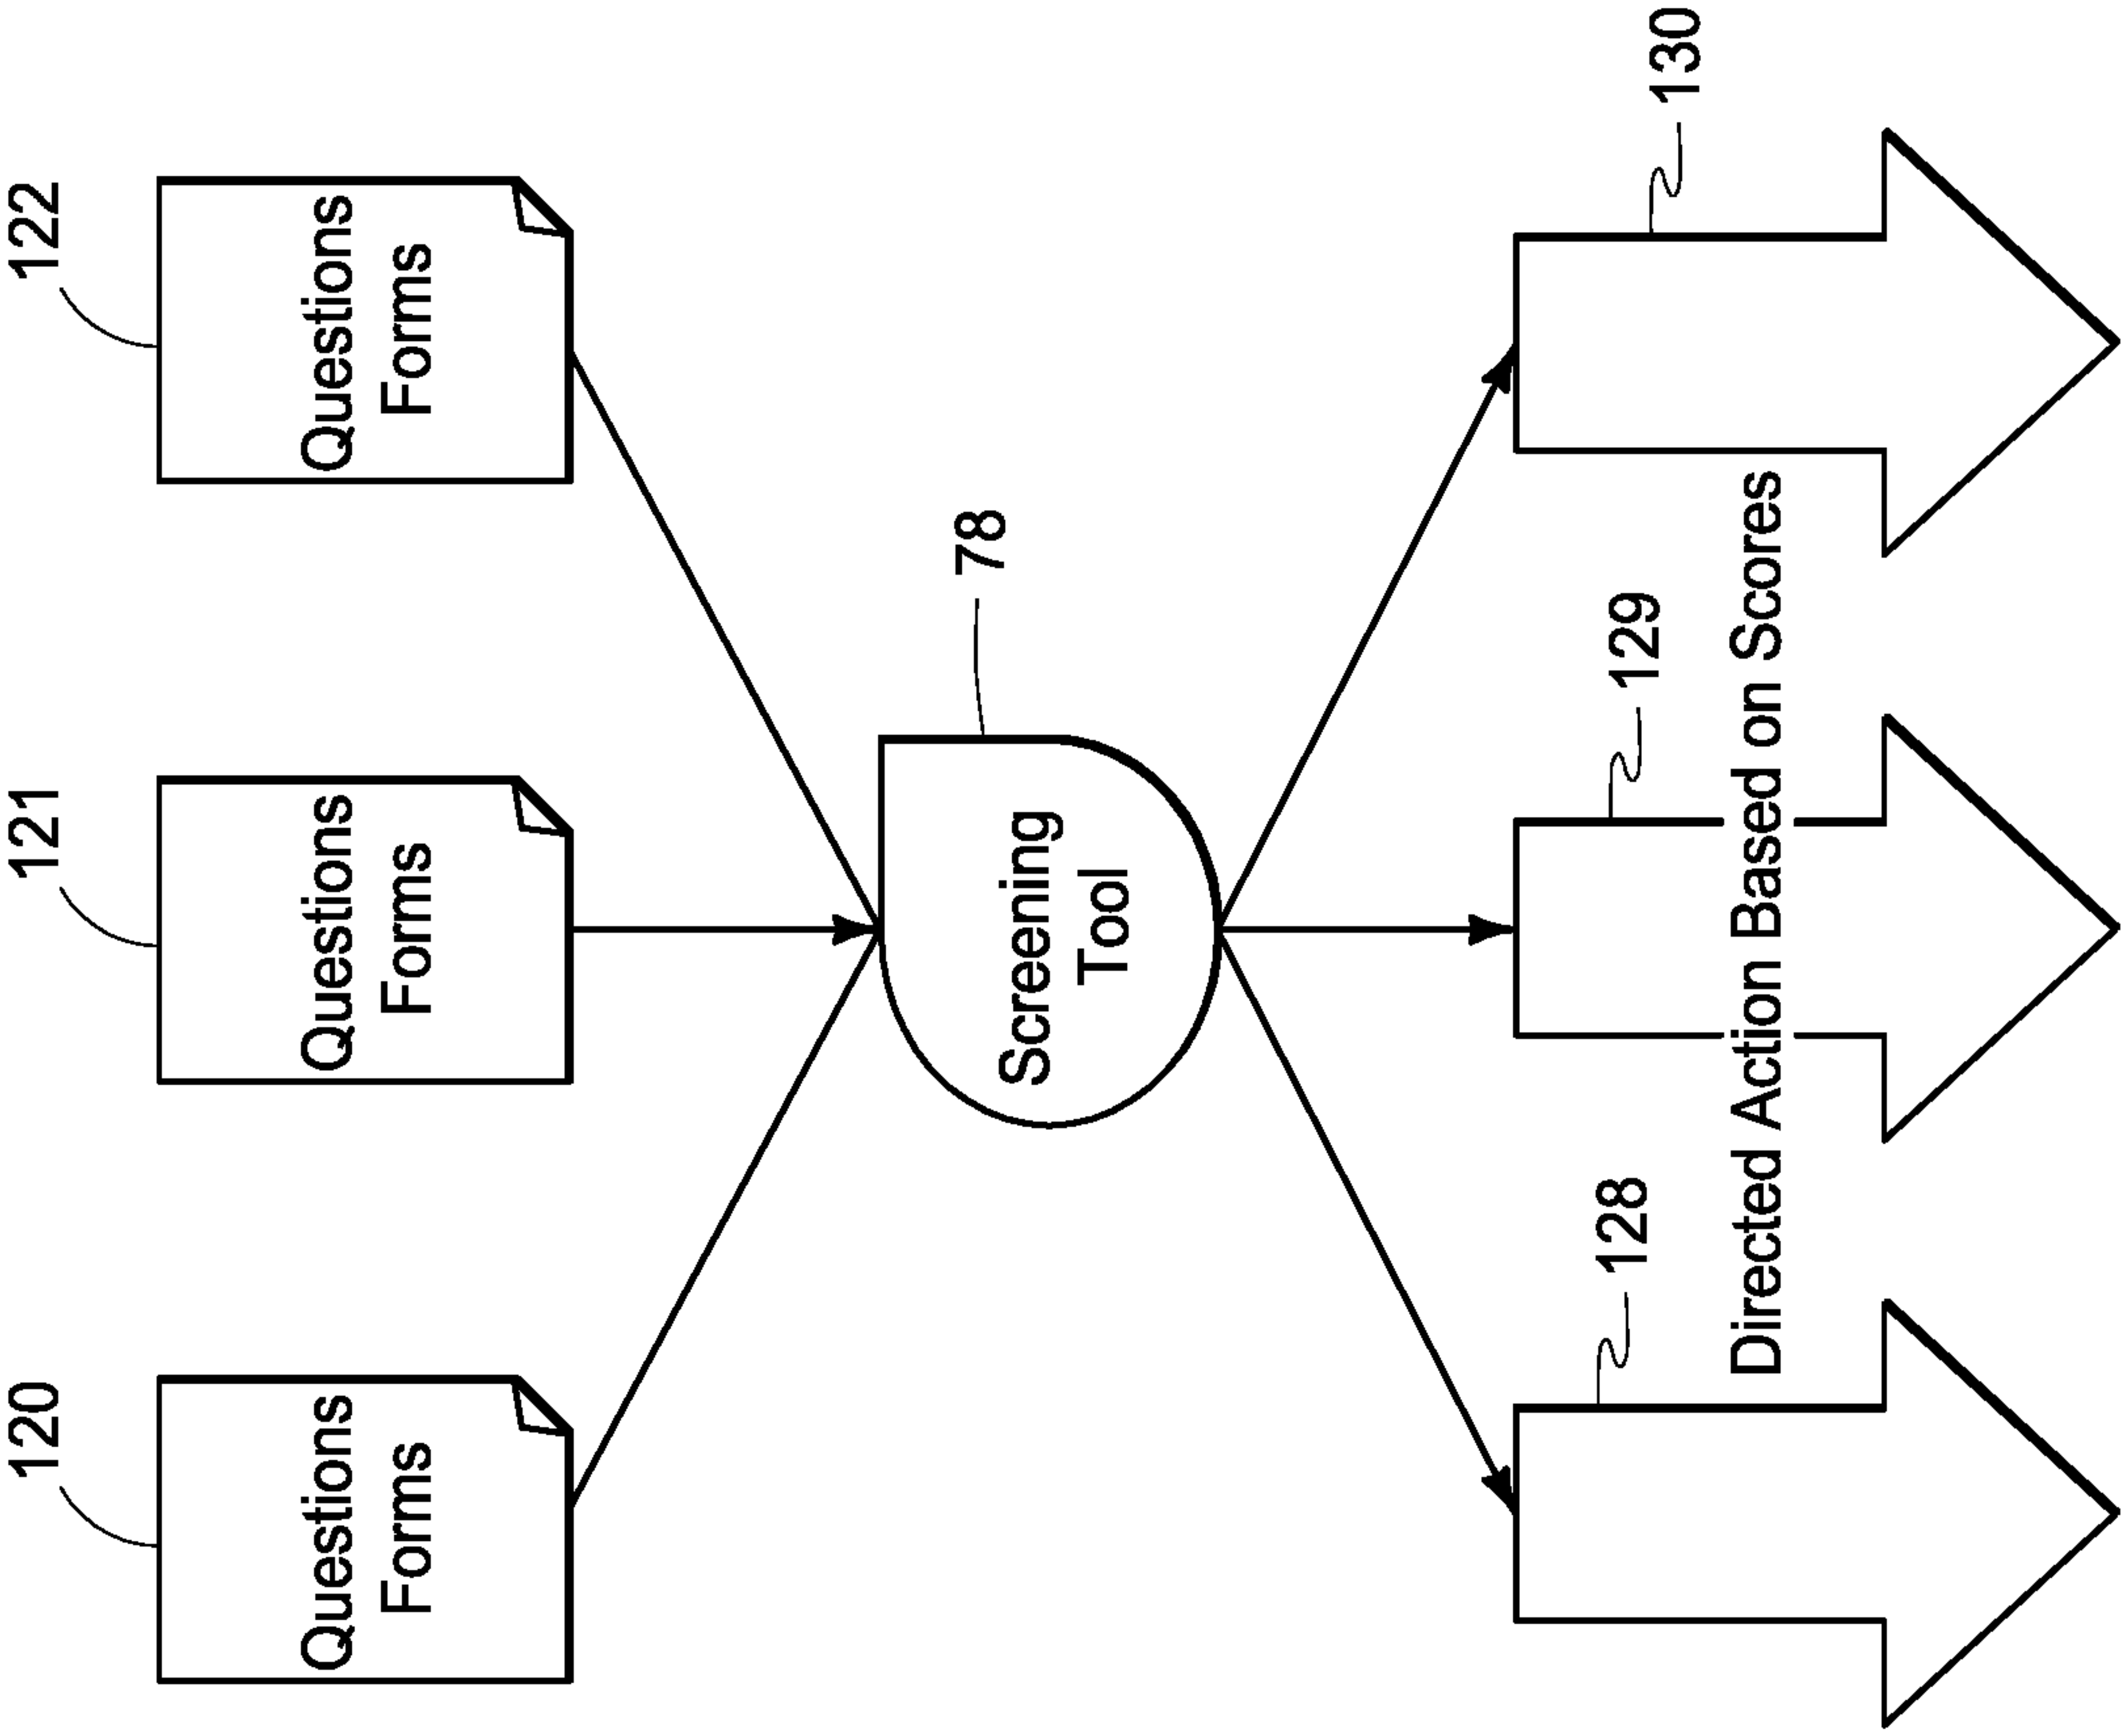 120
121
122
Questions
Forms
Questions
Forms
Questions
Forms
78
Screening
Tool
128
129
130
Directed Action Based on Scores